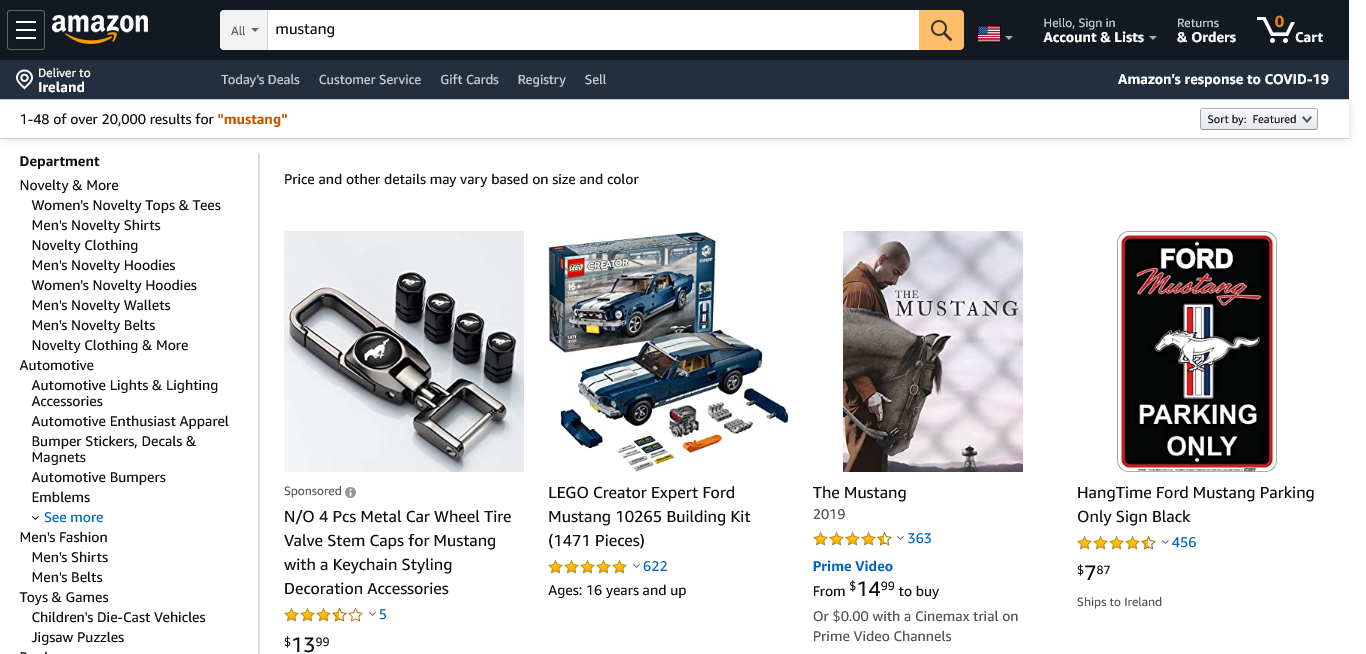 amazon
All
mustang
Hello, Sign in
Account & Lists
Returns
& Orders
0
Cart
Deliver to
Ireland
Today's Deals
Customer Service
Gift Cards
Registry
Sell
Amazon's response to COVID-19
1-48 of over 20,000 results for "mustang"
Sort by: Featured
Department
Novelty & More
Women's Novelty Tops & Tees
Men's Novelty Shirts
Novelty Clothing
Men's Novelty Hoodies
Women's Novelty Hoodies
Men's Novelty Wallets
Men's Novelty Belts
Novelty Clothing & More
Automotive
Automotive Lights & Lighting
Accessories
Automotive Enthusiast Apparel
Bumper Stickers, Decals &
Magnets
Automotive Bumpers
Emblems
See more
Men's Fashion
Men's Shirts
Men's Belts
Toys & Games
Children's Die-Cast Vehicles
Jigsaw Puzzles
Price and other details may vary based on size and color
Sponsored
N/O 4 Pcs Metal Car Wheel Tire
Valve Stem Caps for Mustang
with a Keychain Styling
Decoration Accessories
5
$1399
LEGO
CREATOR
16+
LEGO Creator Expert Ford
Mustang 10265 Building Kit
(1471 Pieces)
622
Ages: 16 years and up
THE
MUSTANG
The Mustang
2019
363
Prime Video
From $1499 to buy
Or $0.00 with a Cinemax trial on
Prime Video Channels
FORD
Mustang
PARKING
ONLY
HangTime Ford Mustang Parking
Only Sign Black
456
$787
Ships to Ireland